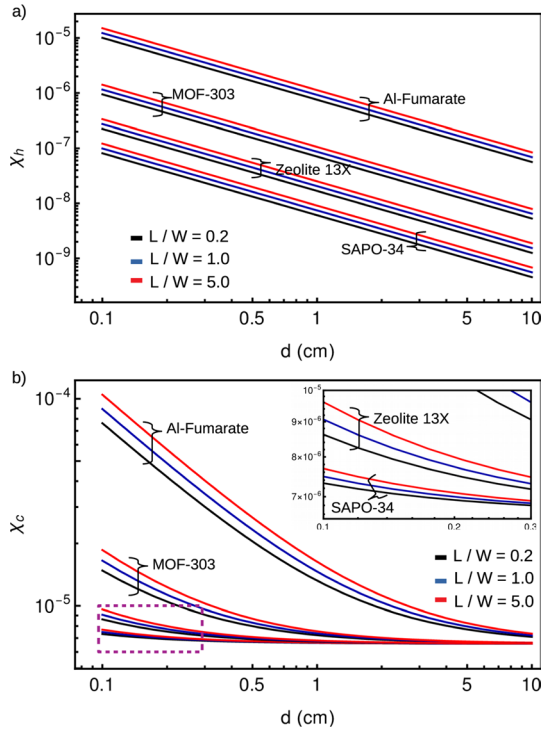 a)
10⁻⁵
10⁻⁶
10⁻⁷
10⁻⁸
10⁻⁹
χₕ
MOF-303
Al-Fumarate
Zeolite 13X
SAPO-34
L / W = 0.2
L / W = 1.0
L / W = 5.0
0.1 0.5 1 5 10
d (cm)
b)
10⁻⁴
10⁻⁵
χ꜀
Al-Fumarate
MOF-303
10⁻⁵
9×10⁻⁶
8×10⁻⁶
7×10⁻⁶
Zeolite 13X
SAPO-34
0.1 0.2 0.3
L / W = 0.2
L / W = 1.0
L / W = 5.0
0.1 0.5 1 5 10
d (cm)